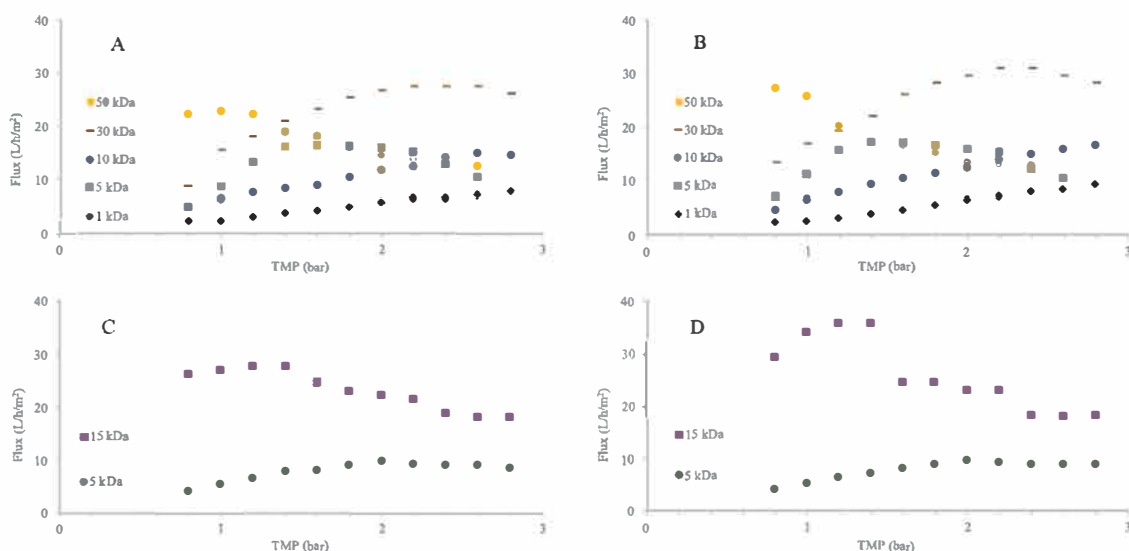 A
40
30
20
10
0
50 kDa
30 kDa
10 kDa
5 kDa
1 kDa
Flux (L/h/m²)
0
1
2
3
TMP (bar)
B
40
30
20
10
0
50 kDa
30 kDa
10 kDa
5 kDa
1 kDa
Flux (L/h/m²)
0
1
2
3
TMP (bar)
C
40
30
20
10
0
15 kDa
5 kDa
Flux (L/h/m²)
0
1
2
3
TMP (bar)
D
40
30
20
10
0
15 kDa
5 kDa
Flux (L/h/m²)
0
1
2
3
TMP (bar)